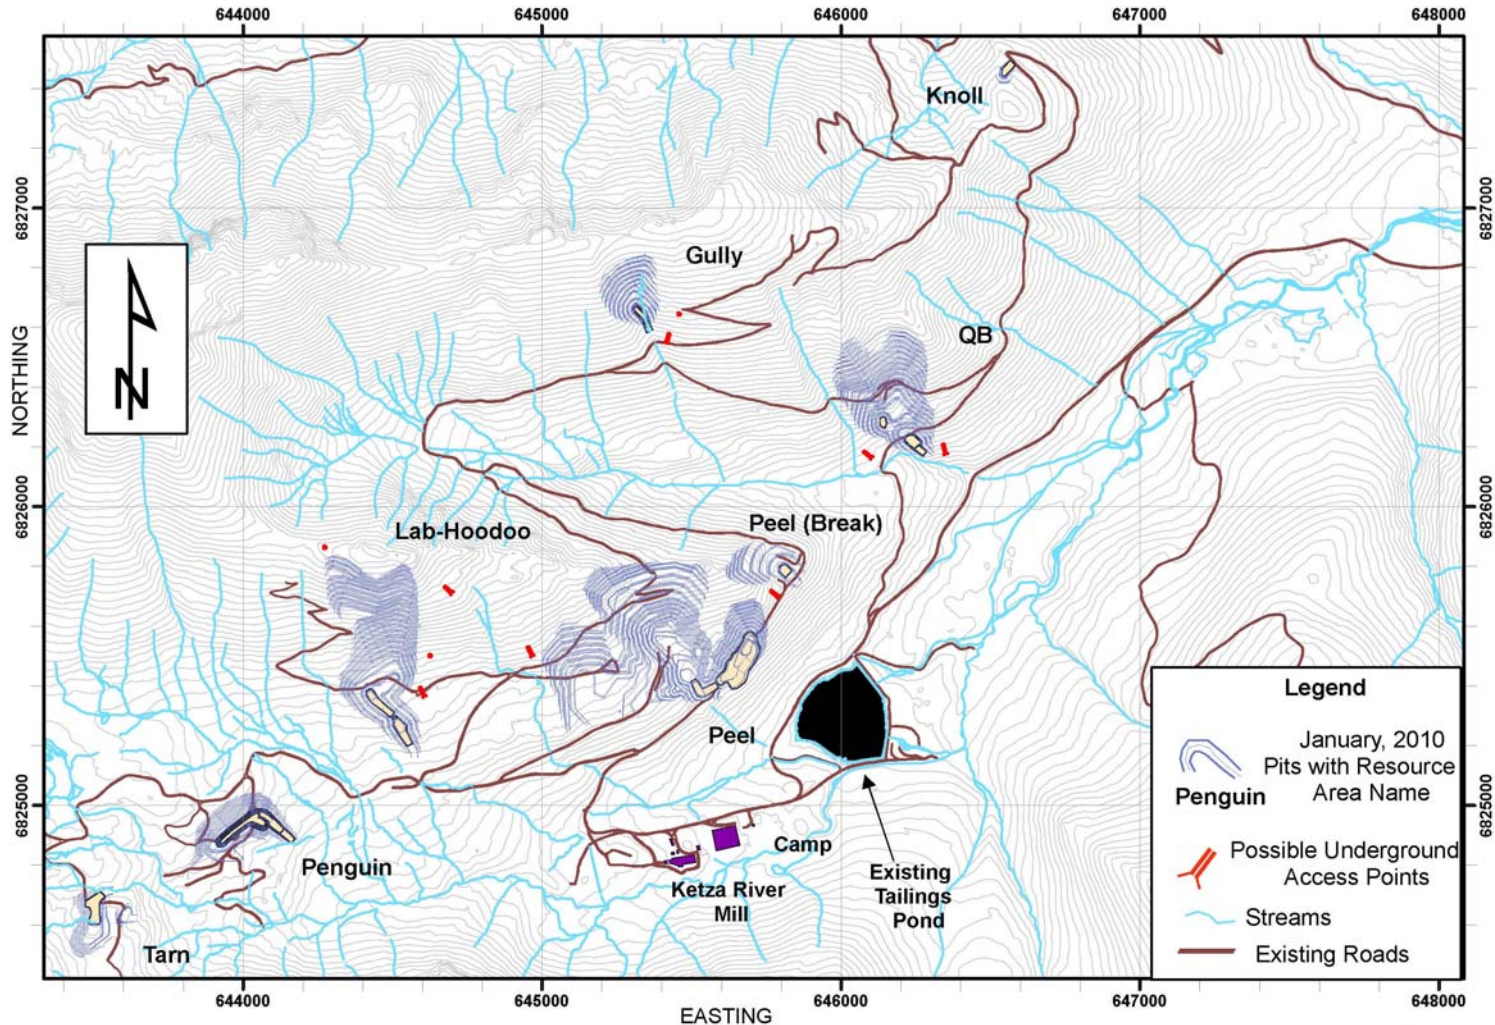 644000
645000
646000
647000
648000
Knoll
6827000
6827000
Gully
QB
NORTHING
N
6826000
6826000
Peel (Break)
Lab-Hoodoo
Legend
Peel
January, 2010
Pits with Resource
Area Name
Penguin
6825000
6825000
Camp
Possible Underground
Access Points
Penguin
Existing
Tailings
Pond
Ketza River
Mill
Streams
Tarn
Existing Roads
644000
645000
646000
647000
648000
EASTING